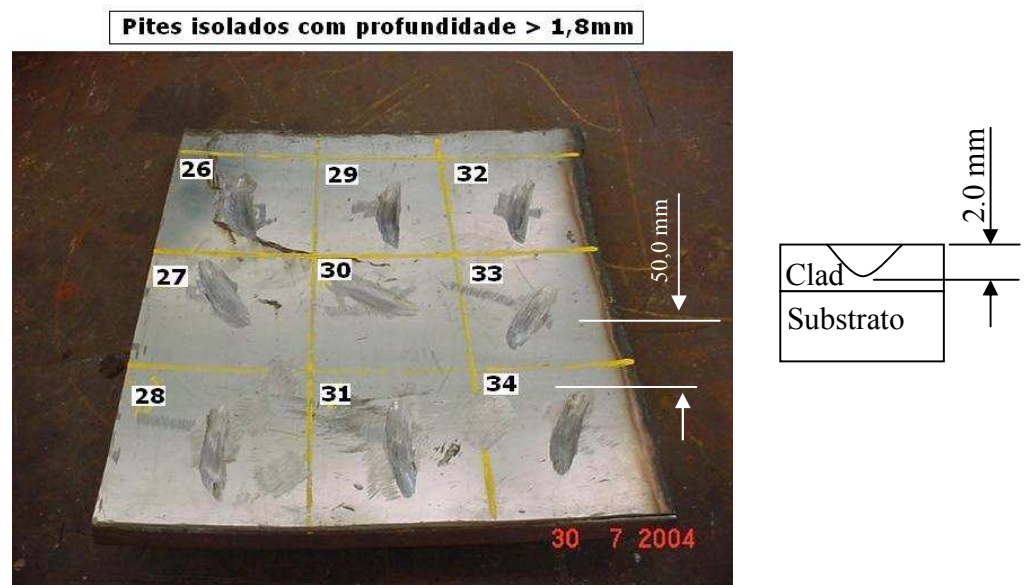 Pites isolados com profundidade > 1,8mm
26
29
32
27
30
33
28
31
34
50,0 mm
2.0 mm
Clad
Substrato
30 7 2004